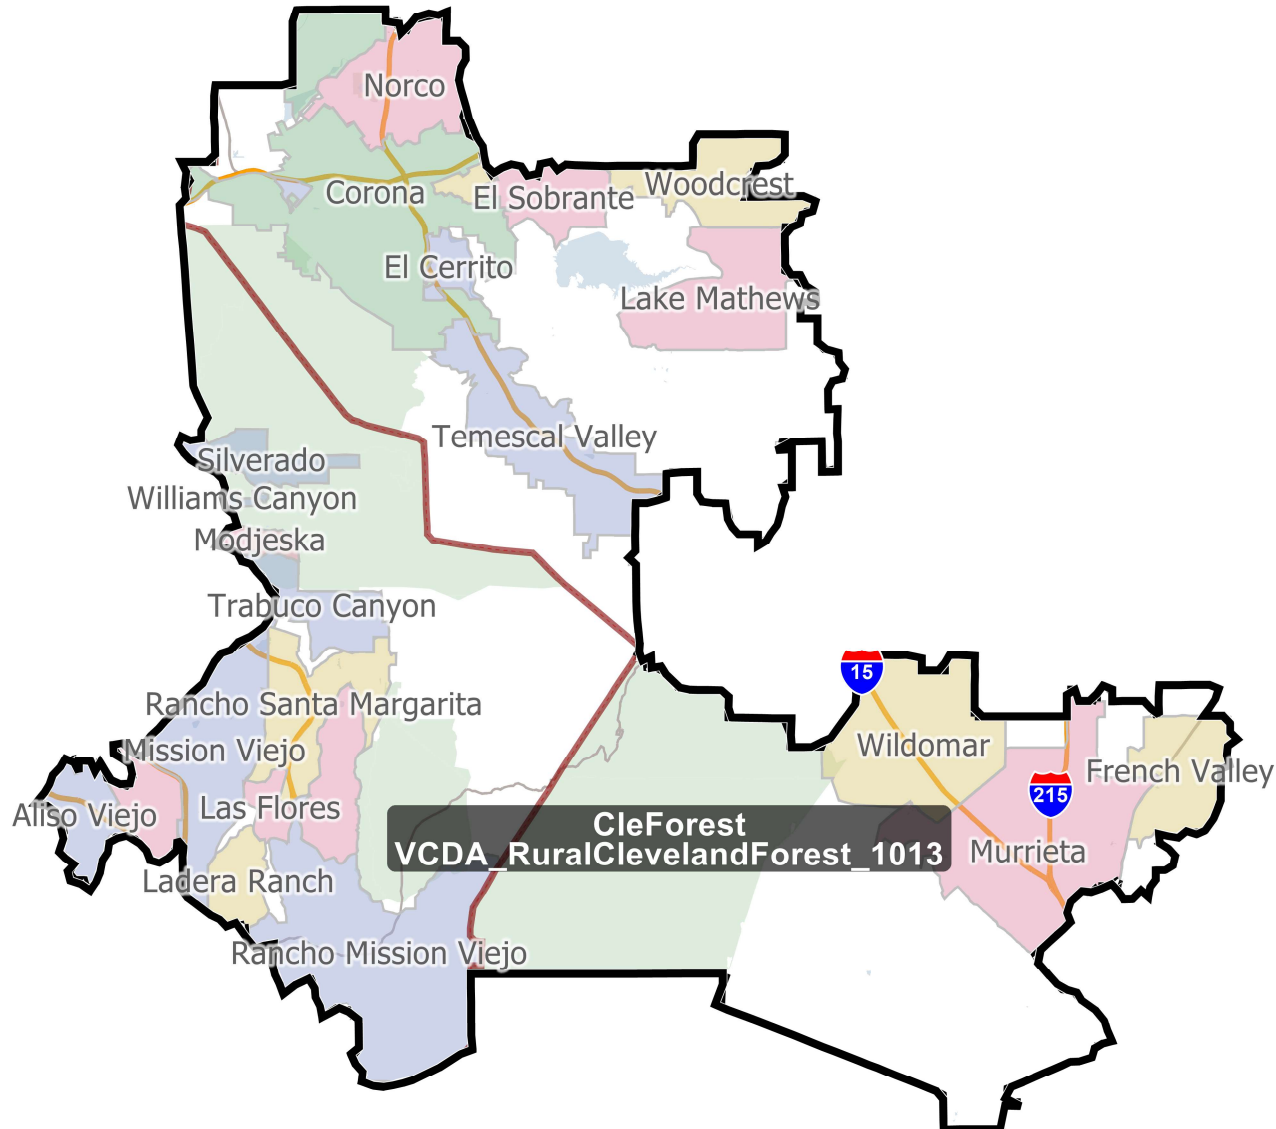 Norco
Corona
El Sobrante
Woodcrest
El Cerrito
Lake Mathews
Temescal Valley
Silverado
Williams Canyon
Modjeska
Trabuco Canyon
15
Rancho Santa Margarita
Mission Viejo
Wildomar
French Valley
215
Aliso Viejo
Las Flores
CleForest
VCDA_RuralClevelandForest_1013
Murrieta
Ladera Ranch
Rancho Mission Viejo